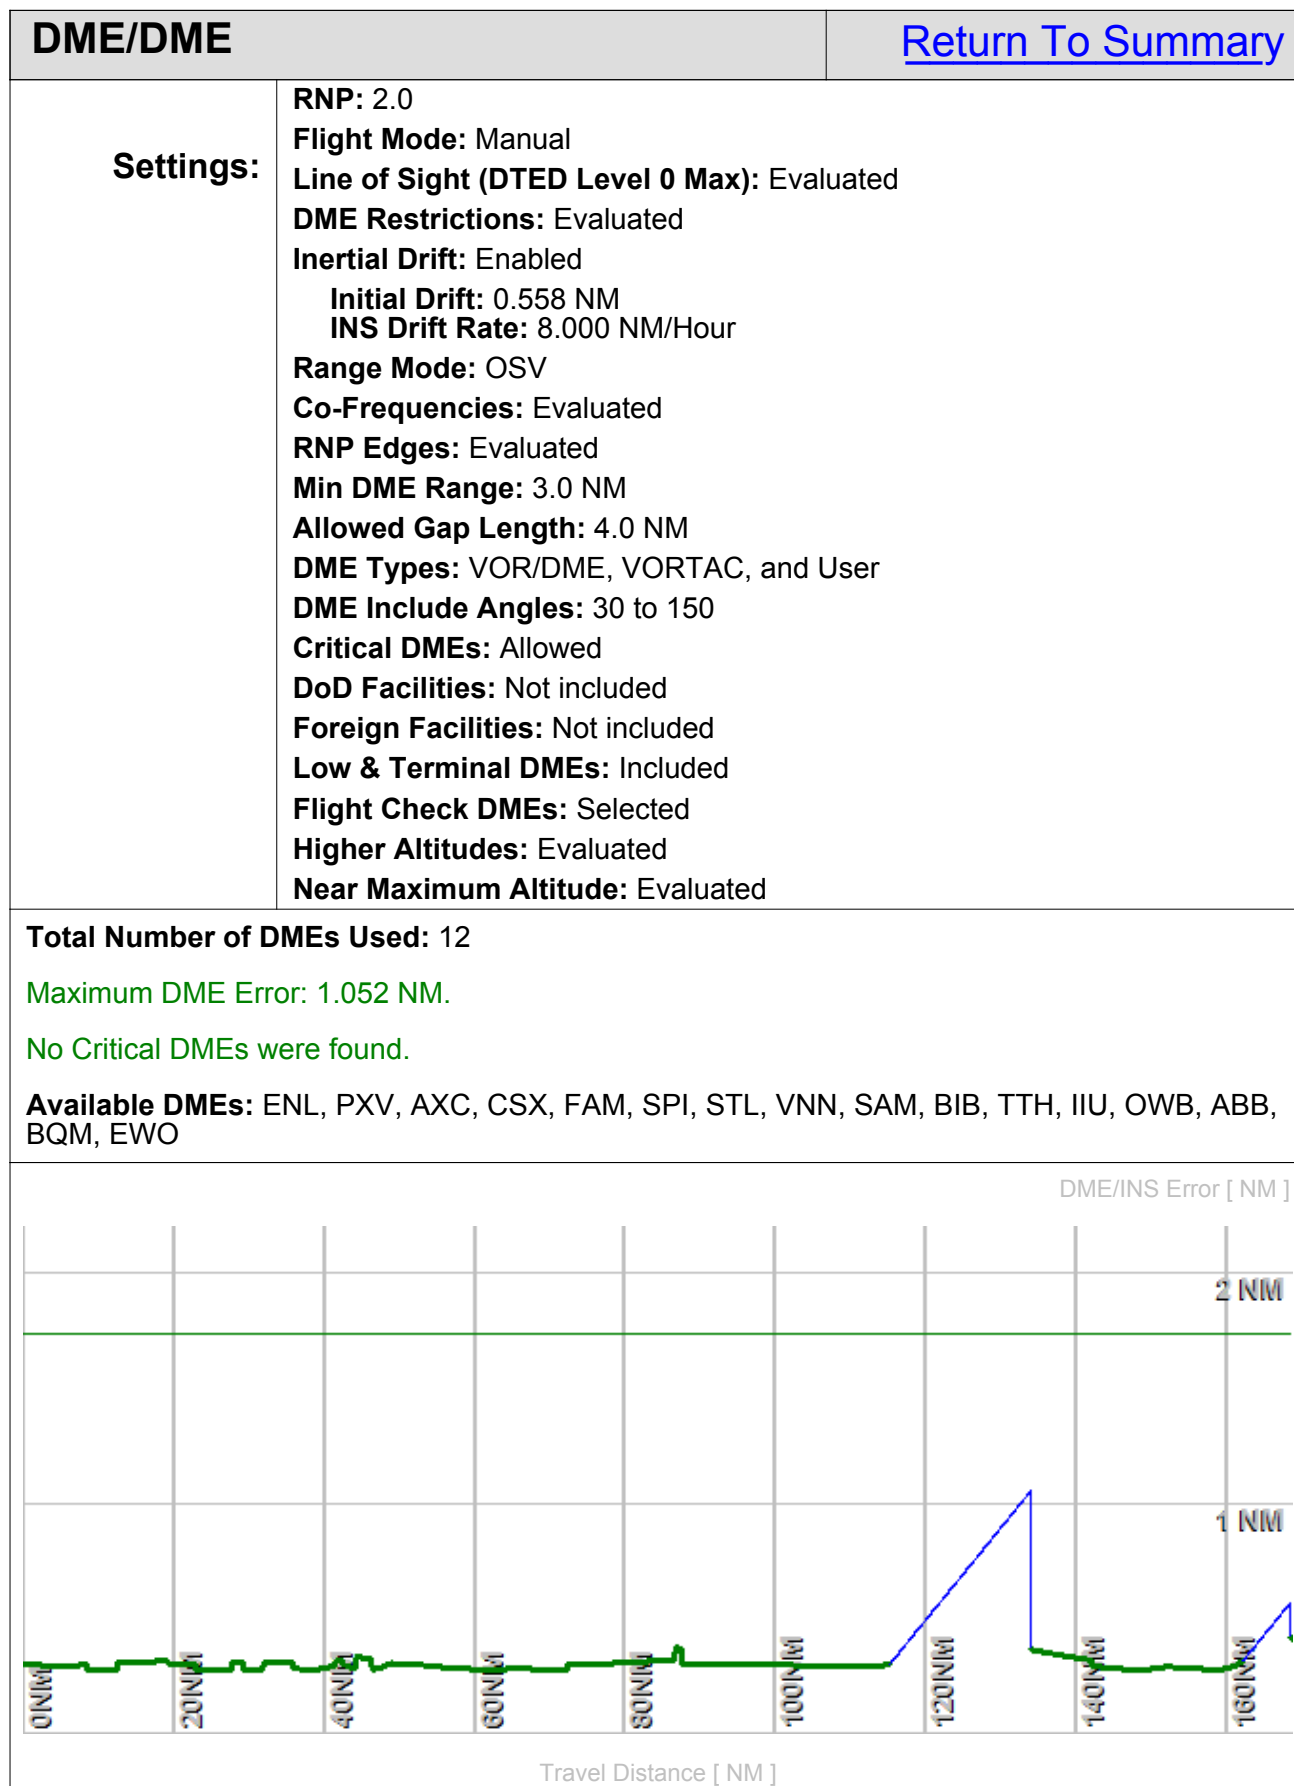 DME/DME
Return To Summary
Settings:
RNP: 2.0
Flight Mode: Manual
Line of Sight (DTED Level 0 Max): Evaluated
DME Restrictions: Evaluated
Inertial Drift: Enabled
Initial Drift: 0.558 NM
INS Drift Rate: 8.000 NM/Hour
Range Mode: OSV
Co-Frequencies: Evaluated
RNP Edges: Evaluated
Min DME Range: 3.0 NM
Allowed Gap Length: 4.0 NM
DME Types: VOR/DME, VORTAC, and User
DME Include Angles: 30 to 150
Critical DMEs: Allowed
DoD Facilities: Not included
Foreign Facilities: Not included
Low & Terminal DMEs: Included
Flight Check DMEs: Selected
Higher Altitudes: Evaluated
Near Maximum Altitude: Evaluated
Total Number of DMEs Used: 12
Maximum DME Error: 1.052 NM.
No Critical DMEs were found.
Available DMEs: ENL, PXV, AXC, CSX, FAM, SPI, STL, VNN, SAM, BIB, TTH, IIU, OWB, ABB,
BQM, EWO
DME/INS Error [ NM ]
2 NM
1 NM
0NM
20NM
40NM
60NM
80NM
100NM
120NM
140NM
160NM
Travel Distance [ NM ]